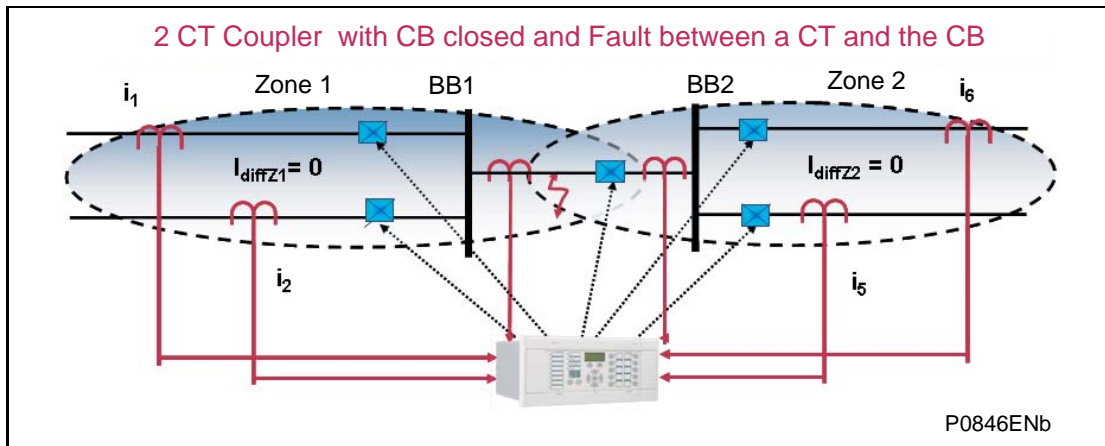 2 CT Coupler with CB closed and Fault between a CT and the CB
i1 Zone 1 BB1 BB2 Zone 2 i6
IdiffZ1= 0 IdiffZ2 = 0
i2 i5
P0846ENb